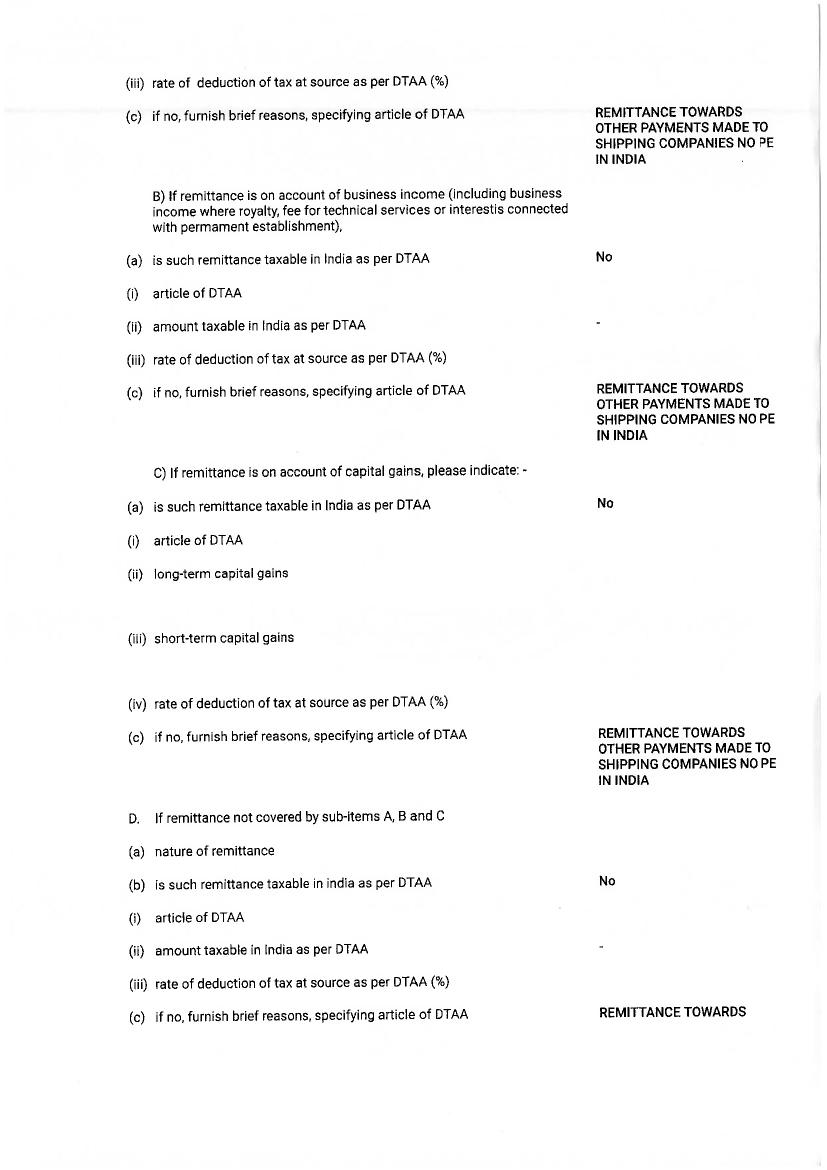 (iii) rate of deduction of tax at source as per DTAA (%)
(c) if no, furnish brief reasons, specifying article of DTAA
REMITTANCE TOWARDS
OTHER PAYMENTS MADE TO
SHIPPING COMPANIES NO PE
IN INDIA
B) If remittance is on account of business income (including business
income where royalty, fee for technical services or interestis connected
with permament establishment),
(a) is such remittance taxable in India as per DTAA No
(i) article of DTAA
(ii) amount taxable in India as per DTAA -
(iii) rate of deduction of tax at source as per DTAA (%)
(c) if no, furnish brief reasons, specifying article of DTAA
REMITTANCE TOWARDS
OTHER PAYMENTS MADE TO
SHIPPING COMPANIES NO PE
IN INDIA
C) If remittance is on account of capital gains, please indicate: -
(a) is such remittance taxable in India as per DTAA No
(i) article of DTAA
(ii) long-term capital gains
(iii) short-term capital gains
(iv) rate of deduction of tax at source as per DTAA (%)
(c) if no, furnish brief reasons, specifying article of DTAA
REMITTANCE TOWARDS
OTHER PAYMENTS MADE TO
SHIPPING COMPANIES NO PE
IN INDIA
D. If remittance not covered by sub-items A, B and C
(a) nature of remittance
(b) is such remittance taxable in india as per DTAA No
(i) article of DTAA
(ii) amount taxable in India as per DTAA -
(iii) rate of deduction of tax at source as per DTAA (%)
(c) if no, furnish brief reasons, specifying article of DTAA REMITTANCE TOWARDS